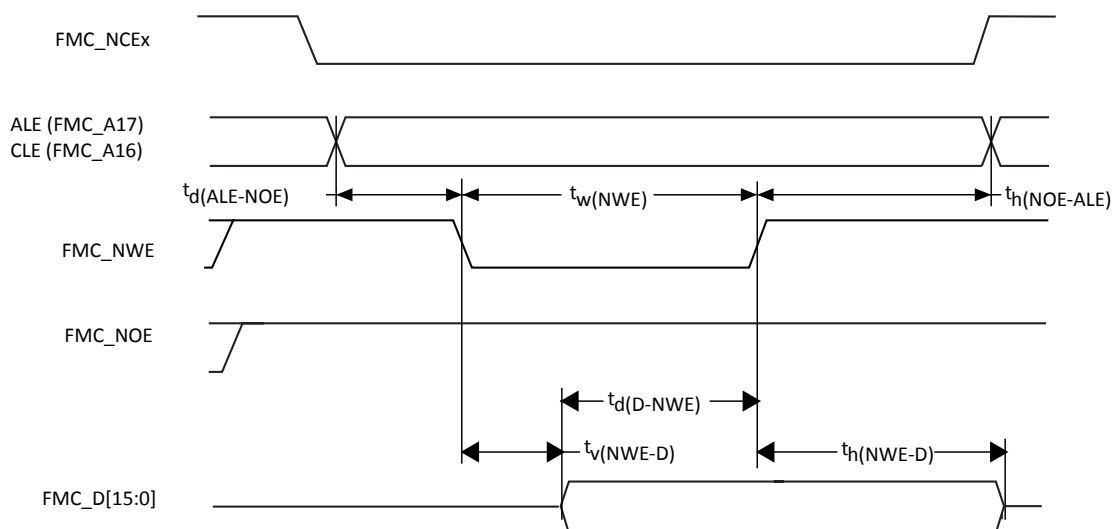 FMC_NCEx
ALE (FMC_A17)
CLE (FMC_A16)
td(ALE-NOE)
tw(NWE)
th(NOE-ALE)
FMC_NWE
FMC_NOE
td(D-NWE)
tv(NWE-D)
th(NWE-D)
FMC_D[15:0]